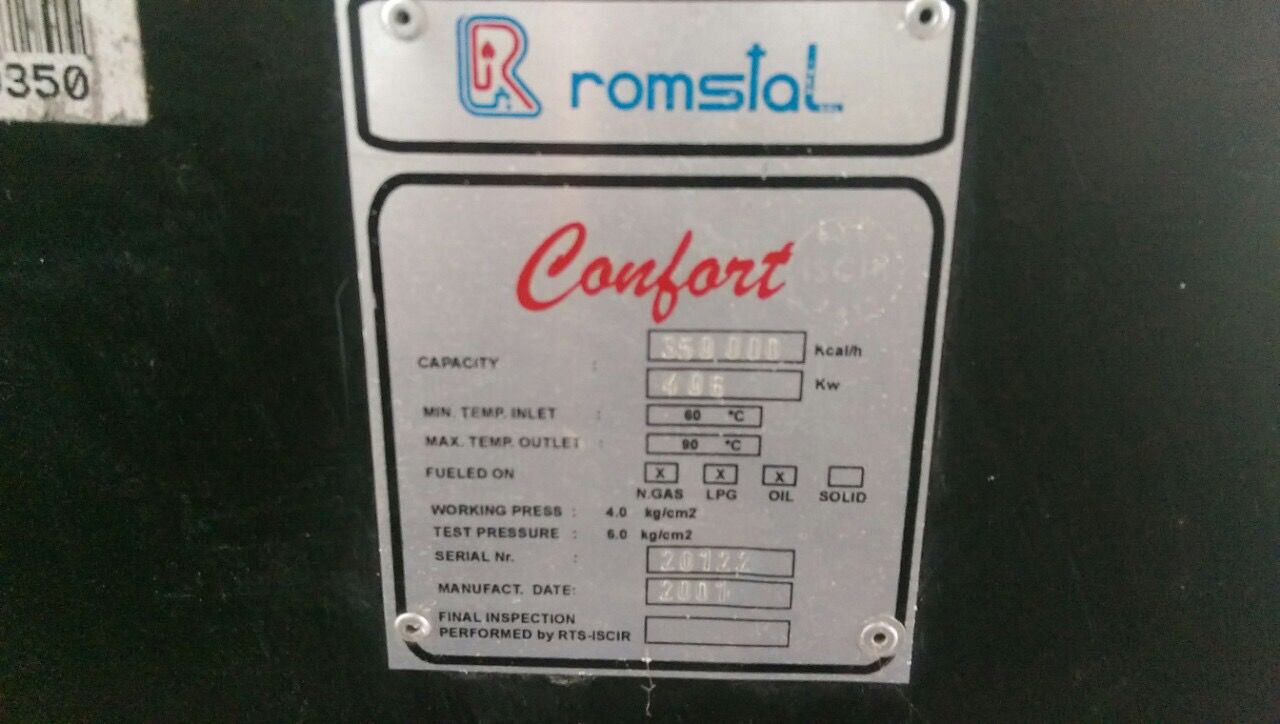 350
R romstal
Confort
ISCIR
CAPACITY : 350.000 Kcal/h
406 Kw
MIN. TEMP. INLET : 60 °C
MAX. TEMP. OUTLET : 90 °C
FUELED ON X X X
N.GAS LPG OIL SOLID
WORKING PRESS : 4.0 kg/cm2
TEST PRESSURE : 6.0 kg/cm2
SERIAL Nr. : 20122
MANUFACT. DATE: 2001
FINAL INSPECTION
PERFORMED by RTS-ISCIR